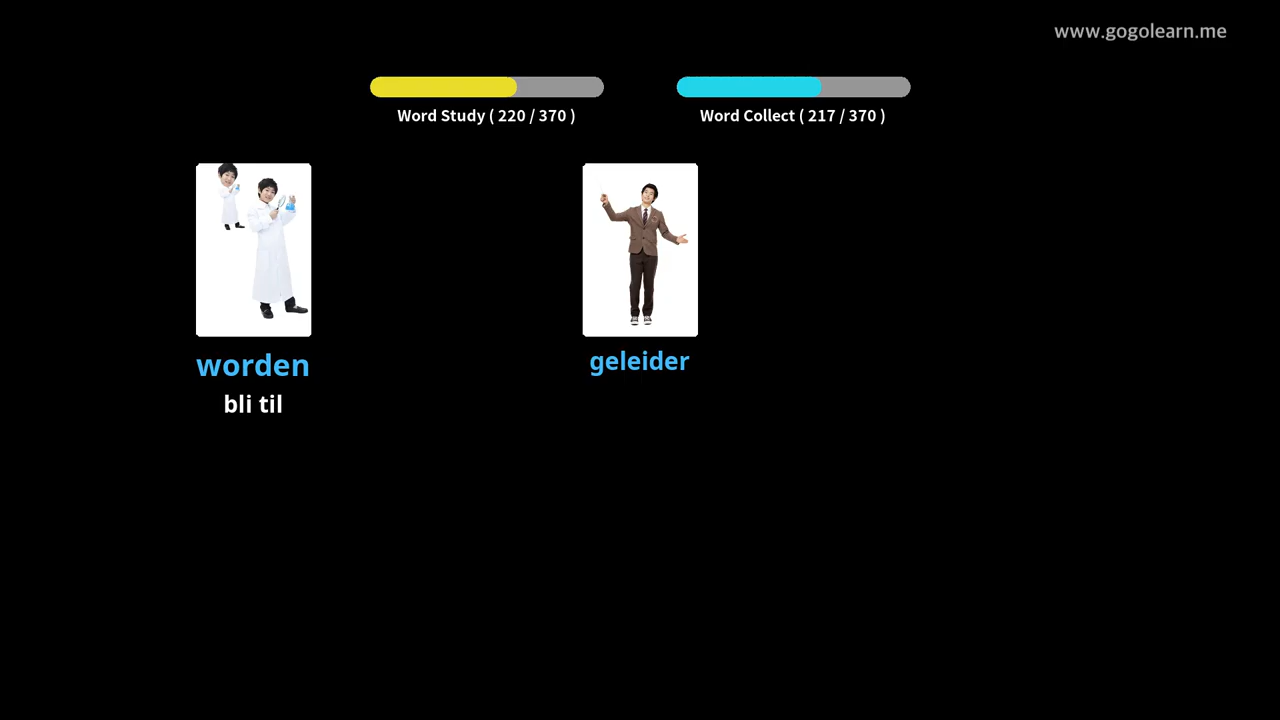 www.gogolearn.me
Word Study ( 220 / 370 )
Word Collect ( 217 / 370 )
worden
bli til
geleider